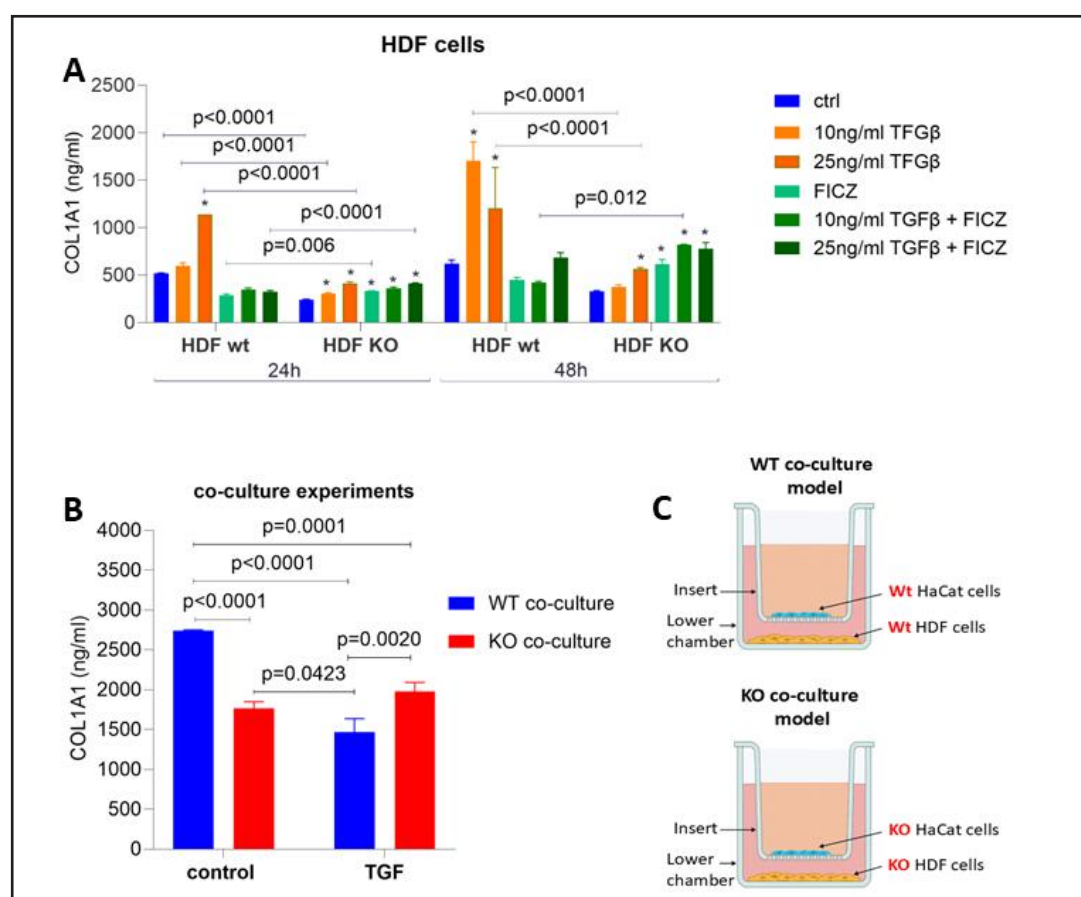 HDF cells
A
COL1A1 (ng/ml)
2500
2000
1500
1000
500
0
p<0.0001
p<0.0001
p<0.0001
p<0.0001
p=0.006
*
* * * * *
p<0.0001
p<0.0001
p=0.012
* *
* * * *
HDF wt
HDF KO
HDF wt
HDF KO
24h
48h
ctrl
10ng/ml TFGβ
25ng/ml TFGβ
FICZ
10ng/ml TGFβ + FICZ
25ng/ml TGFβ + FICZ
B
co-culture experiments
COL1A1 (ng/ml)
4000
3500
3000
2500
2000
1500
1000
500
0
p=0.0001
p<0.0001
p<0.0001
p=0.0020
p=0.0423
control
TGF
WT co-culture
KO co-culture
C
WT co-culture
model
Insert
Lower
chamber
Wt HaCat cells
Wt HDF cells
KO co-culture
model
Insert
Lower
chamber
KO HaCat cells
KO HDF cells